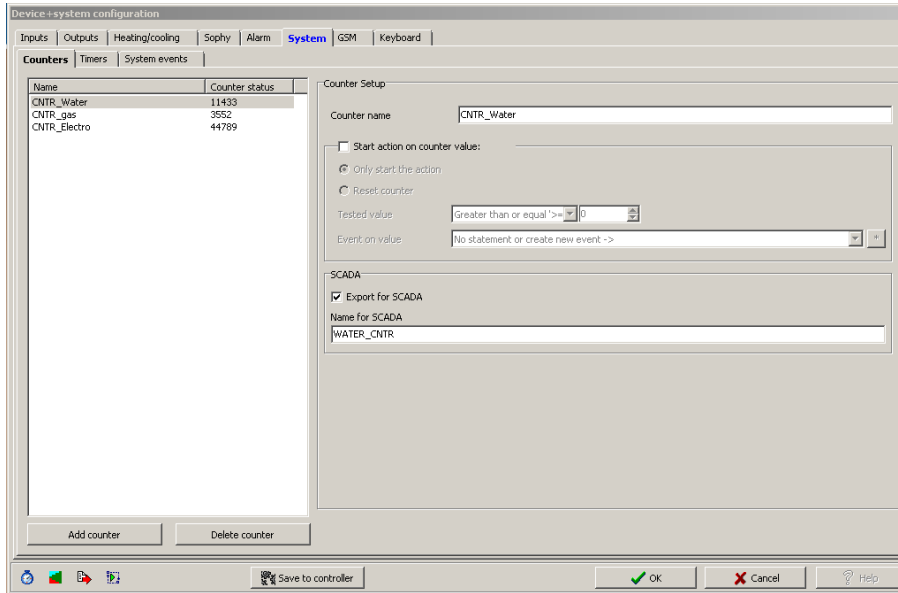 Device+system configuration
Inputs Outputs Heating/cooling Sophy Alarm System GSM Keyboard
Counters Timers System events
Name Counter status
CNTR_Water 11433
CNTR_gas 3552
CNTR_Electro 44789
Counter Setup
Counter name CNTR_Water
Start action on counter value:
Only start the action
Reset counter
Tested value Greater than or equal '>= 0
Event on value No statement or create new event -> *
SCADA
Export for SCADA
Name for SCADA
WATER_CNTR
Add counter Delete counter
Save to controller OK Cancel ? Help